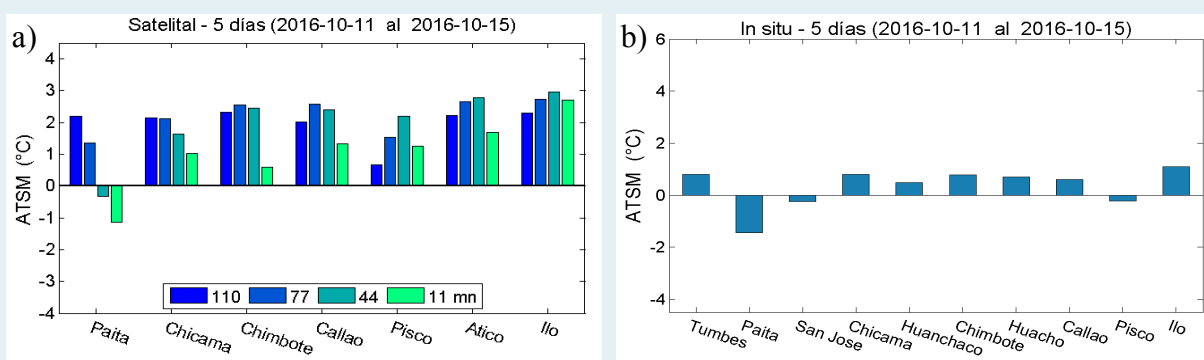 a)
Satelital - 5 días (2016-10-11 al 2016-10-15)
ATSM (°C)
4
3
2
1
0
-1
-2
-3
-4
110 77 44 11 mn
Paita Chicama Chimbote Callao Pisco Atico Ilo
b)
In situ - 5 días (2016-10-11 al 2016-10-15)
ATSM (°C)
6
4
2
0
-2
-4
Tumbes Paita San Jose Chicama Huanchaco Chimbote Huacho Callao Pisco Ilo